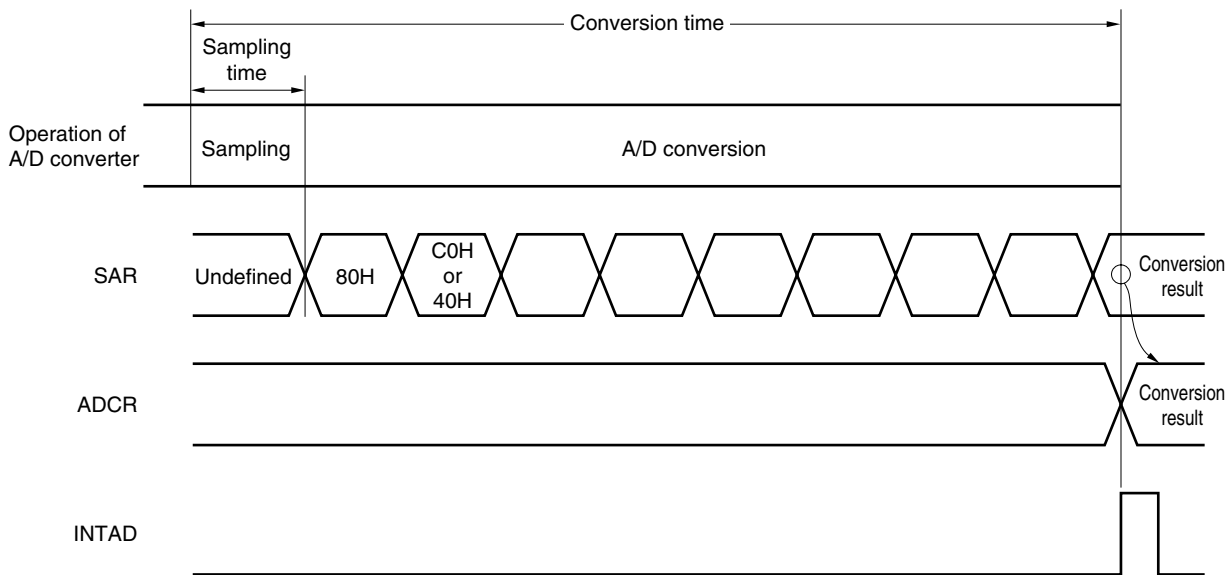 Conversion time
Sampling
time
Operation of
A/D converter
Sampling
A/D conversion
SAR
Undefined
80H
C0H
or
40H
Conversion
result
ADCR
Conversion
result
INTAD